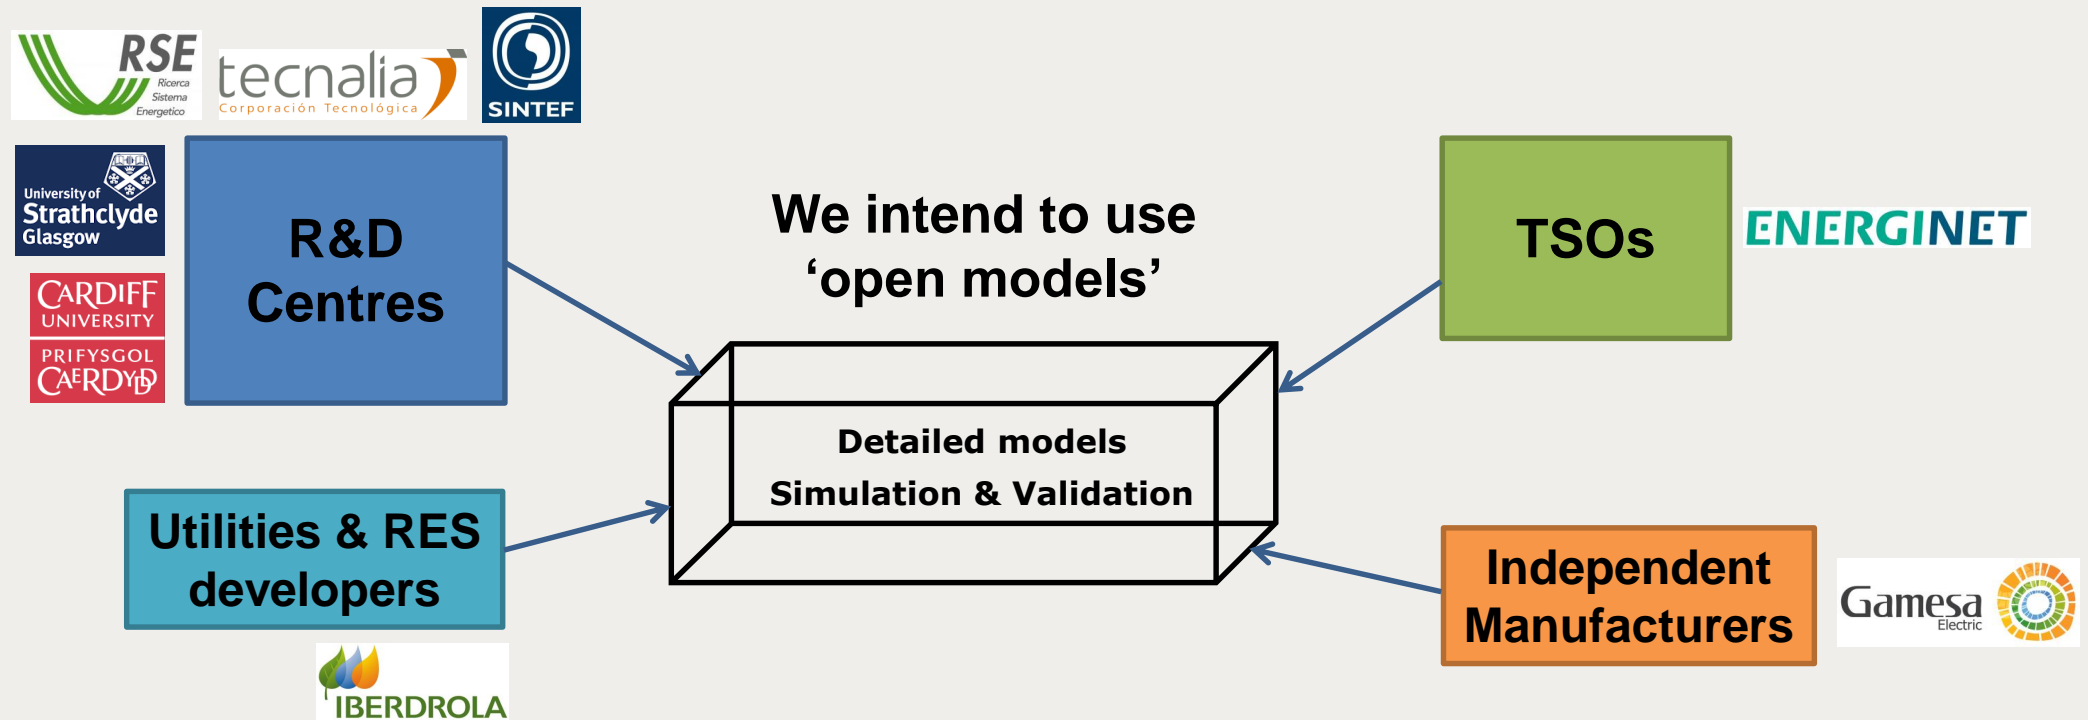 RSE
Ricerca
Sistema
Energetico
tecnalia
Corporación Tecnológica
SINTEF
University of
Strathclyde
Glasgow
CARDIFF
UNIVERSITY
PRIFYSGOL
CAERDYDD
R&D
Centres
We intend to use
‘open models’
TSOs
ENERGINET
Detailed models
Simulation & Validation
Utilities & RES
developers
IBERDROLA
Independent
Manufacturers
Gamesa
Electric